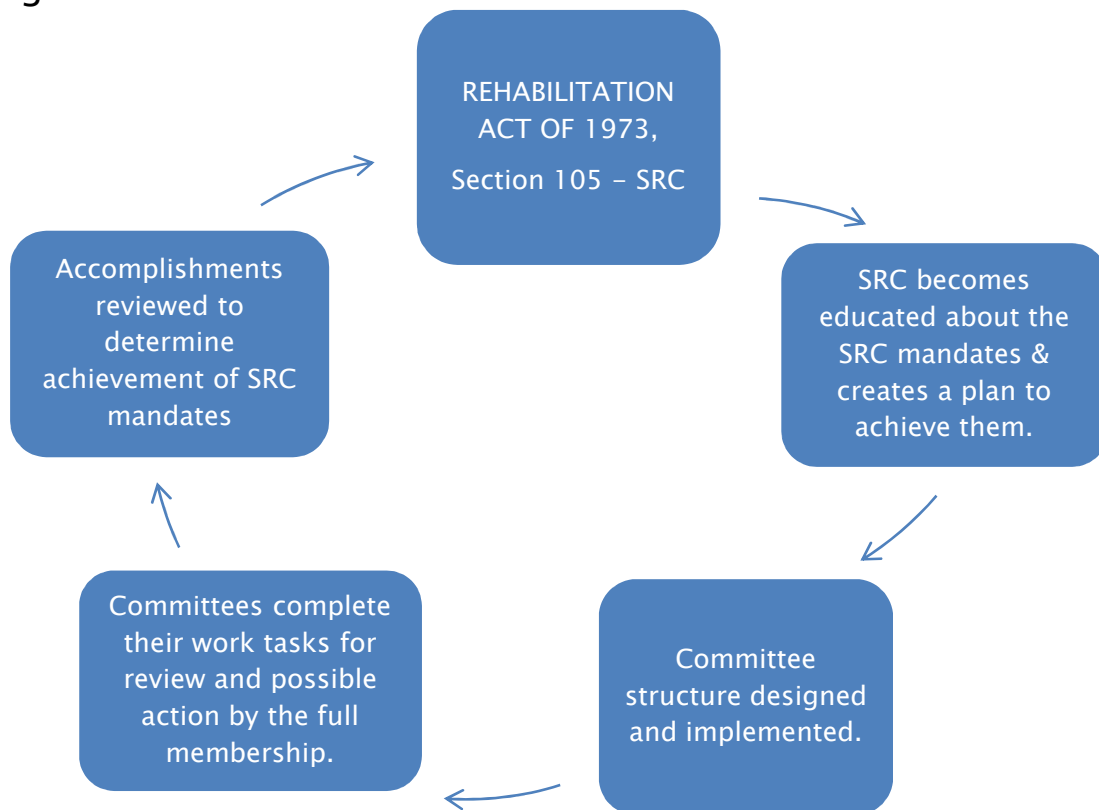 REHABILITATION
ACT OF 1973,
Section 105 – SRC
SRC becomes
educated about the
SRC mandates &
creates a plan to
achieve them.
Committee
structure designed
and implemented.
Committees complete
their work tasks for
review and possible
action by the full
membership.
Accomplishments
reviewed to
determine
achievement of SRC
mandates